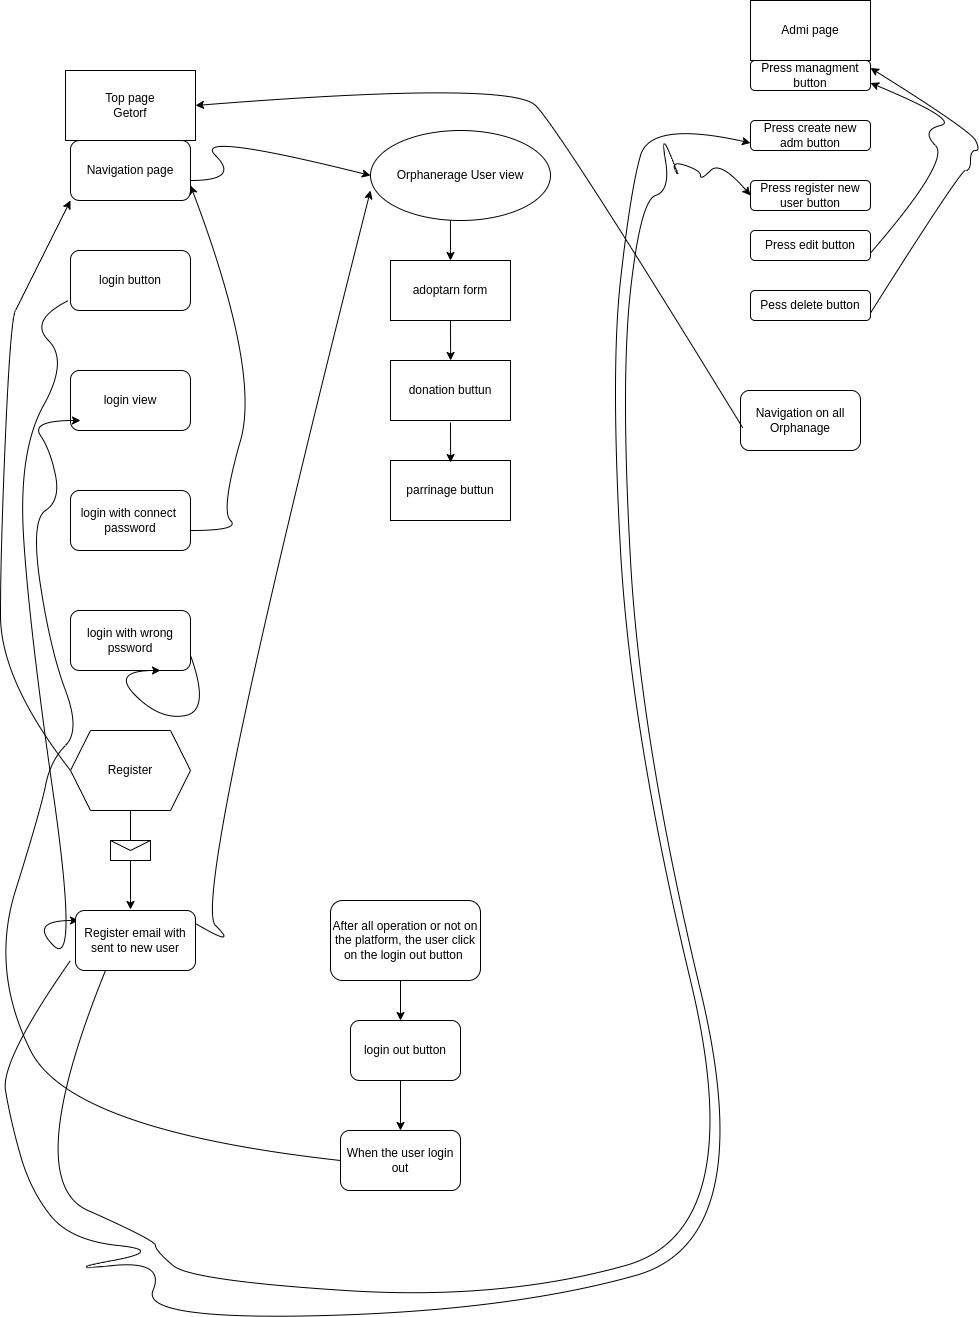 Admi page
Press managment
button
Top page
Getorf
Navigation page
Press create new
adm button
Orphanerage User view
Press register new
user button
Press edit button
login button
adoptarn form
Pess delete button
login view
donation buttun
Navigation on all
Orphanage
login with connect
password
parrinage buttun
login with wrong
pssword
Register
Register email with
sent to new user
After all operation or not on
the platform, the user click
on the login out button
login out button
When the user login
out